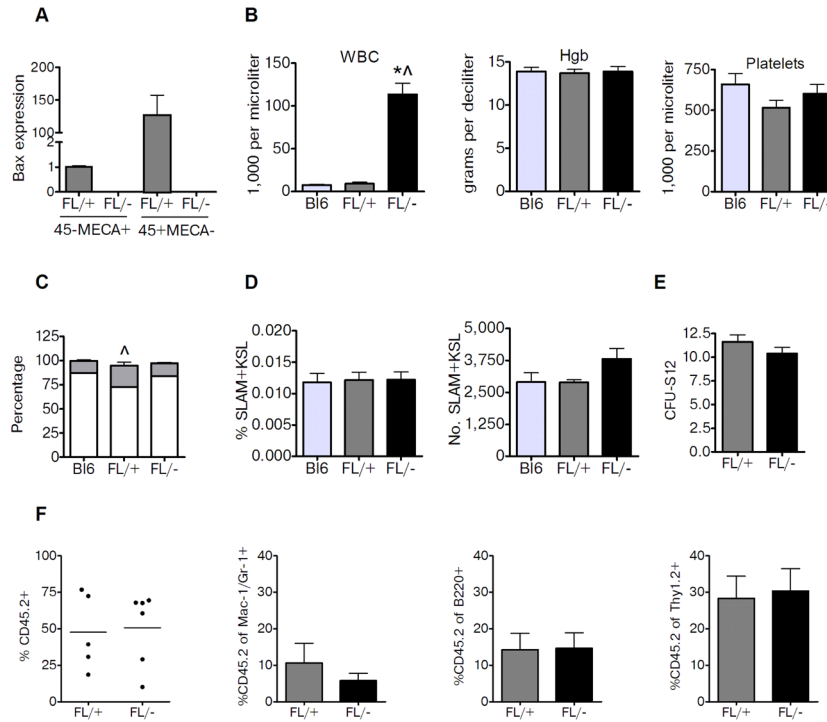 A
Bax expression
200
150
100
50
2
1
0
FL/+ FL/- FL/+ FL/-
45-MECA+ 45+MECA-
B
WBC
1,000 per microliter
150
100
50
0
*^
Bl6 FL/+ FL/-
Hgb
grams per deciliter
15
10
5
0
Bl6 FL/+ FL/-
Platelets
1,000 per microliter
750
500
250
0
Bl6 FL/+ FL/-
C
Percentage
125
100
75
50
25
0
^
Bl6 FL/+ FL/-
D
% SLAM+KSL
0.020
0.015
0.010
0.005
0.000
Bl6 FL/+ FL/-
No. SLAM+KSL
5,000
3,750
2,500
1,250
0
Bl6 FL/+ FL/-
E
CFU-S12
12.5
10.0
7.5
5.0
2.5
0.0
FL/+ FL/-
F
% CD45.2+
100
75
50
25
0
FL/+ FL/-
%CD45.2 of Mac-1/Gr-1+
40
30
20
10
0
FL/+ FL/-
%CD45.2 of B220+
40
30
20
10
0
FL/+ FL/-
%CD45.2 of Thy1.2+
40
30
20
10
0
FL/+ FL/-